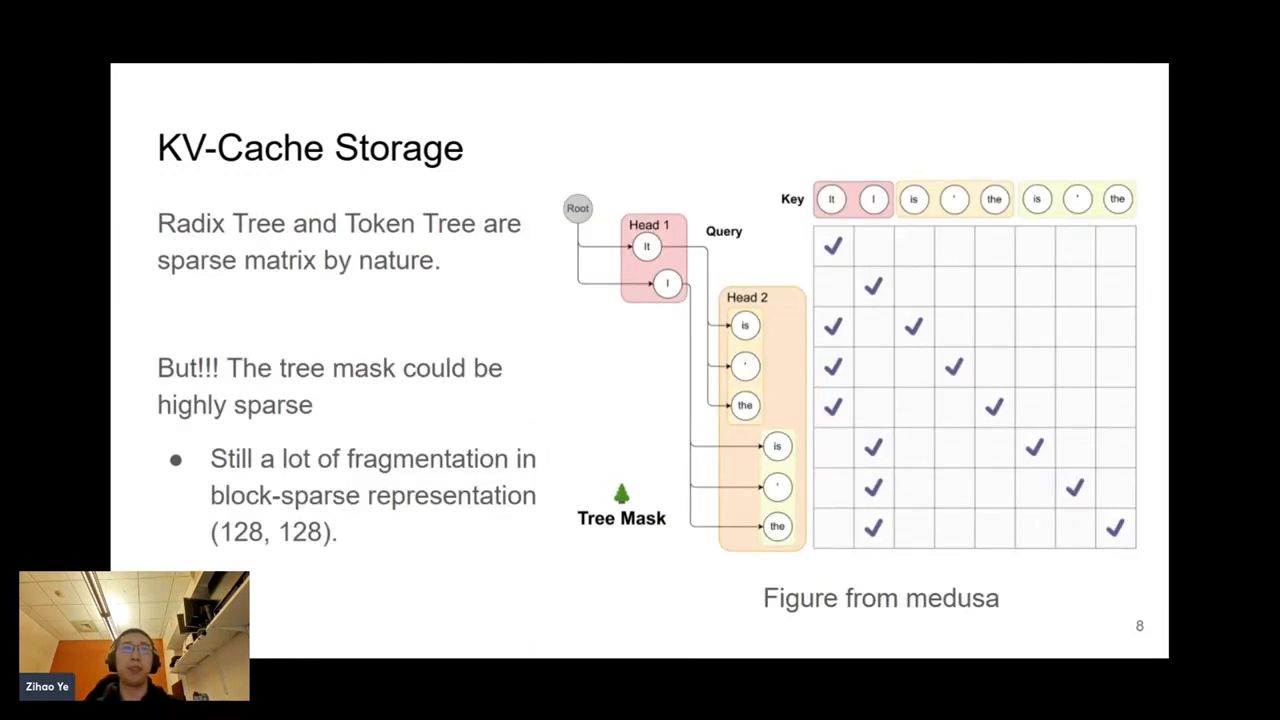 KV-Cache Storage
Radix Tree and Token Tree are
sparse matrix by nature.
But!!! The tree mask could be
highly sparse
● Still a lot of fragmentation in
block-sparse representation
(128, 128).
Root
Head 1
It
I
Query
Head 2
is
'
the
is
'
the
Tree Mask
Key
It I is ' the is ' the
Figure from medusa
8
Zihao Ye